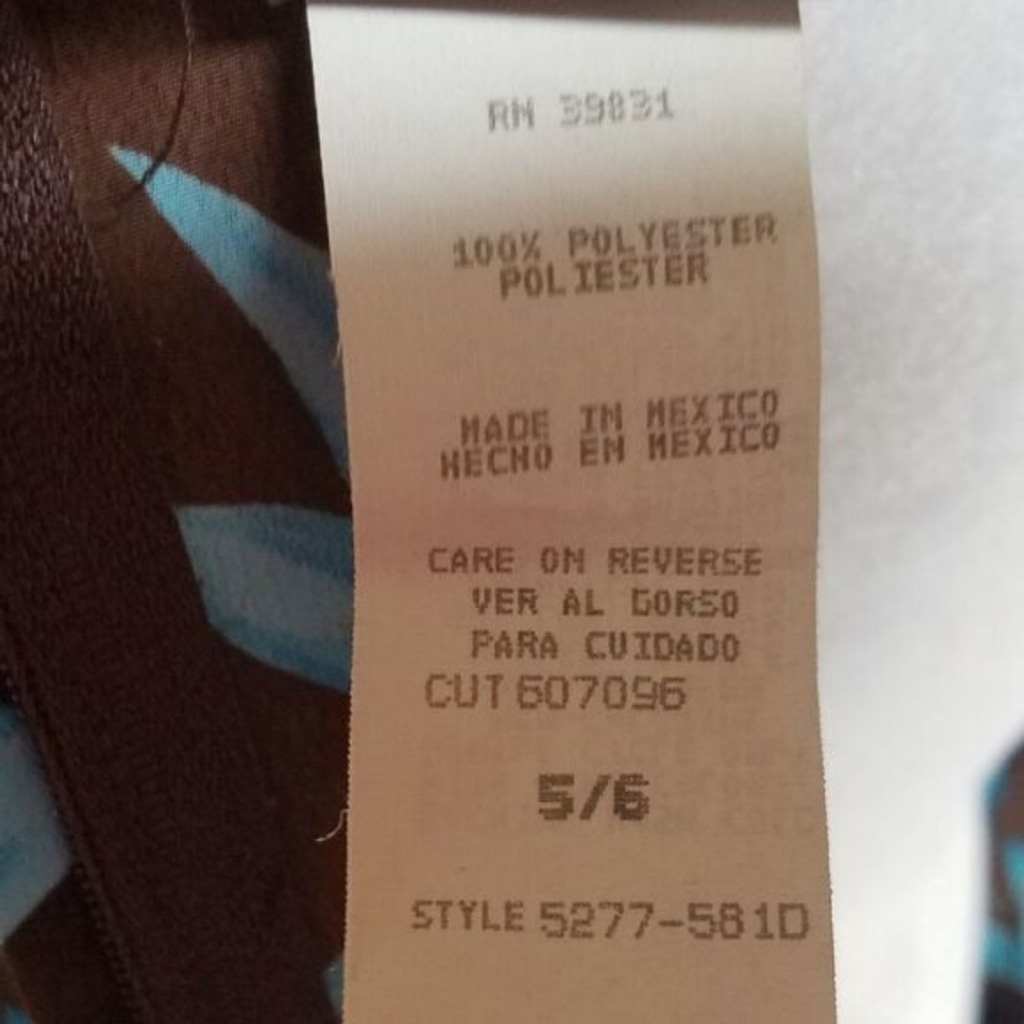 RN 39831
100% POLYESTER
POLIESTER
MADE IN MEXICO
HECHO EN MEXICO
CARE ON REVERSE
VER AL DORSO
PARA CUIDADO
CUT 607096
5/6
STYLE 5277-581D